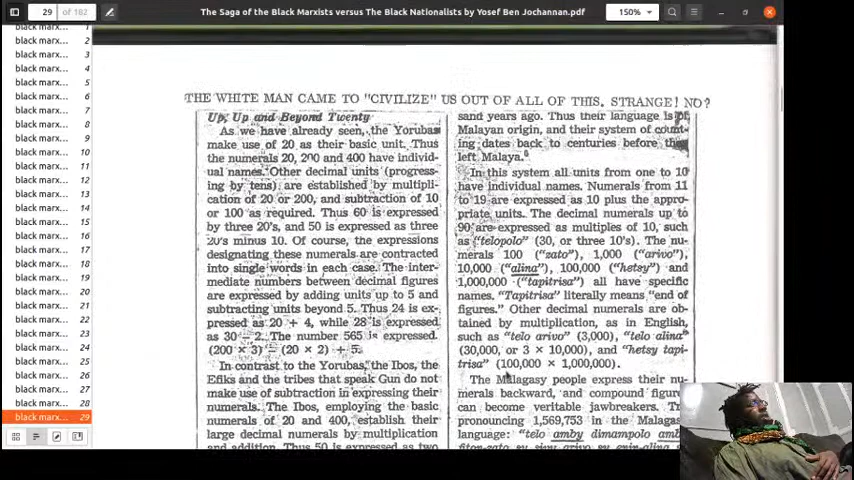 29 of 182
The Saga of the Black Marxists versus The Black Nationalists by Yosef Ben Jochannan.pdf
150%
black marx... 1
black marx... 2
black marx... 3
black marx... 4
black marx... 5
black marx... 6
black marx... 7
black marx... 8
black marx... 9
black marx... 10
black marx... 11
black marx... 12
black marx... 13
black marx... 14
black marx... 15
black marx... 16
black marx... 17
black marx... 18
black marx... 19
black marx... 20
black marx... 21
black marx... 22
black marx... 23
black marx... 24
black marx... 25
black marx... 26
black marx... 27
black marx... 28
black marx... 29
THE WHITE MAN CAME TO "CIVILIZE" US OUT OF ALL OF THIS, STRANGE! NO?
Up, Up and Beyond Twenty
As we have already seen, the Yorubas
make use of 20 as their basic unit. Thus
the numerals 20, 200 and 400 have individ-
ual names. Other decimal units (progress-
ing by tens) are established by multipli-
cation of 20 or 200, and subtraction of 10
or 100 as required. Thus 60 is expressed
by three 20's, and 50 is expressed as three
20's minus 10. Of course, the expressions
designating these numerals are contracted
into single words in each case. The inter-
mediate numbers between decimal figures
are expressed by adding units up to 5 and
subtracting units beyond 5. Thus 24 is ex-
pressed as 20 + 4, while 28 is expressed
as 30 - 2. The number 565 is expressed
(200 × 3) - (20 × 2) + 5.
In contrast to the Yorubas, the Ibos, the
Efiks and the tribes that speak Gun do not
make use of subtraction in expressing their
numerals. The Ibos, employing the basic
numerals of 20 and 400, establish their
large decimal numerals by multiplication
and addition. Thus 50 is expressed as two
sand years ago. Thus their language is of
Malayan origin, and their system of count-
ing dates back to centuries before they
left Malaya.
In this system all units from one to 10
have individual names. Numerals from 11
to 19 are expressed as 10 plus the appro-
priate units. The decimal numerals up to
90 are expressed as multiples of 10, such
as "telopolo" (30, or three 10's). The nu-
merals 100 ("zato"), 1,000 ("arivo"),
10,000 ("alina"), 100,000 ("hetsy") and
1,000,000 ("tapitrisa") all have specific
names. "Tapitrisa" literally means "end of
figures." Other decimal numerals are ob-
tained by multiplication, as in English,
such as "telo arivo" (3,000), "telo alina"
(30,000, or 3 × 10,000), and "hetsy tapi-
trisa" (100,000 × 1,000,000).
The Malagasy people express their nu-
merals backward, and compound figures
can become veritable jawbreakers.
pronouncing 1,569,753 in the Malagas
language: "telo amby dimampolo amb